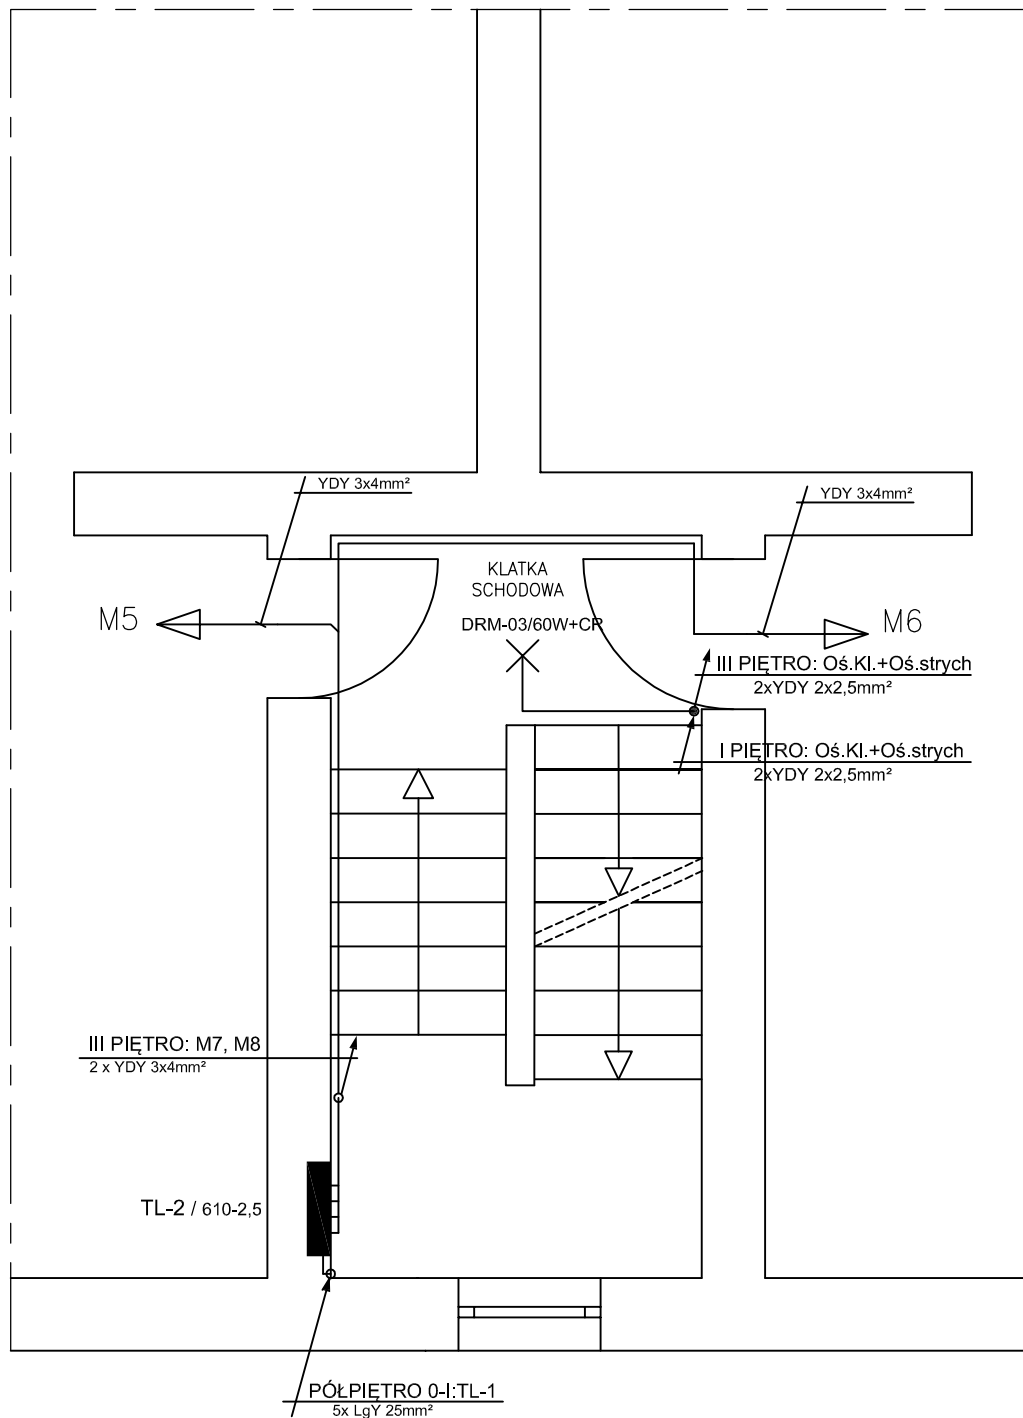 YDY 3x4mm²
YDY 3x4mm²
KLATKA
SCHODOWA
M5
DRM-03/60W+CP
M6
III PIĘTRO: Oś.Kl.+Oś.strych
2xYDY 2x2,5mm²
I PIĘTRO: Oś.Kl.+Oś.strych
2xYDY 2x2,5mm²
III PIĘTRO: M7, M8
2 x YDY 3x4mm²
TL-2 / 610-2,5
PÓŁPIĘTRO 0-I:TL-1
5x LgY 25mm²